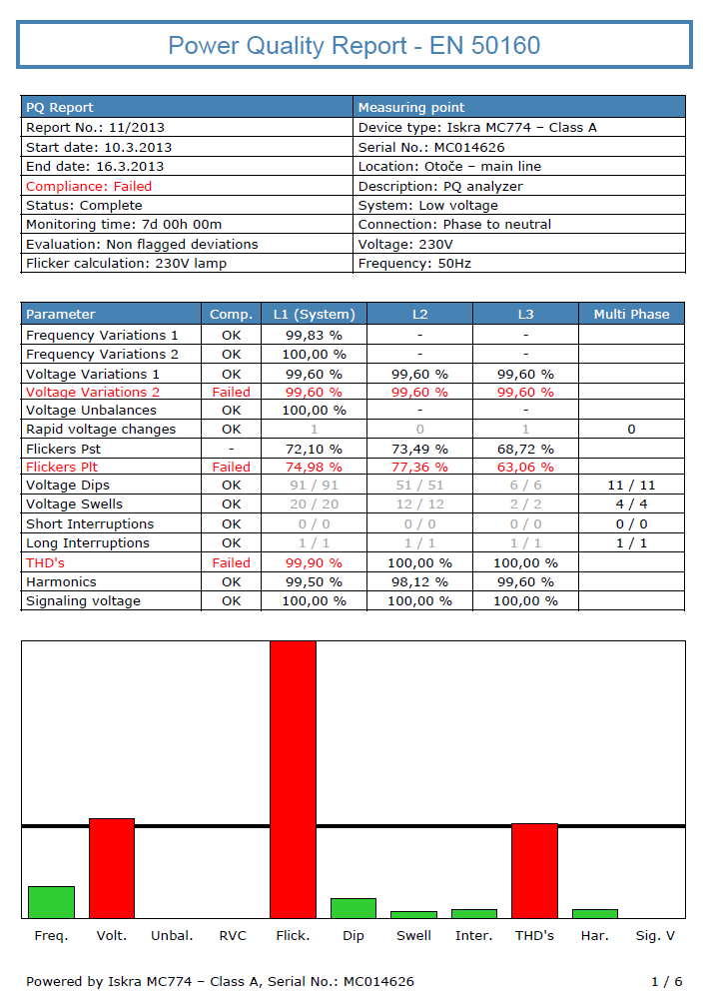 Power Quality Report - EN 50160
PQ Report Measuring point
Report No.: 11/2013 Device type: Iskra MC774 – Class A
Start date: 10.3.2013 Serial No.: MC014626
End date: 16.3.2013 Location: Otoče – main line
Compliance: Failed Description: PQ analyzer
Status: Complete System: Low voltage
Monitoring time: 7d 00h 00m Connection: Phase to neutral
Evaluation: Non flagged deviations Voltage: 230V
Flicker calculation: 230V lamp Frequency: 50Hz
Parameter Comp. L1 (System) L2 L3 Multi Phase
Frequency Variations 1 OK 99,83 % - -
Frequency Variations 2 OK 100,00 % - -
Voltage Variations 1 OK 99,60 % 99,60 % 99,60 %
Voltage Variations 2 Failed 99,60 % 99,60 % 99,60 %
Voltage Unbalances OK 100,00 % - -
Rapid voltage changes OK 1 0 1 0
Flickers Pst - 72,10 % 73,49 % 68,72 %
Flickers Plt Failed 74,98 % 77,36 % 63,06 %
Voltage Dips OK 91 / 91 51 / 51 6 / 6 11 / 11
Voltage Swells OK 20 / 20 12 / 12 2 / 2 4 / 4
Short Interruptions OK 0 / 0 0 / 0 0 / 0 0 / 0
Long Interruptions OK 1 / 1 1 / 1 1 / 1 1 / 1
THD's Failed 99,90 % 100,00 % 100,00 %
Harmonics OK 99,50 % 98,12 % 99,60 %
Signaling voltage OK 100,00 % 100,00 % 100,00 %
Freq. Volt. Unbal. RVC Flick. Dip Swell Inter. THD's Har. Sig. V
Powered by Iskra MC774 – Class A, Serial No.: MC014626 1 / 6